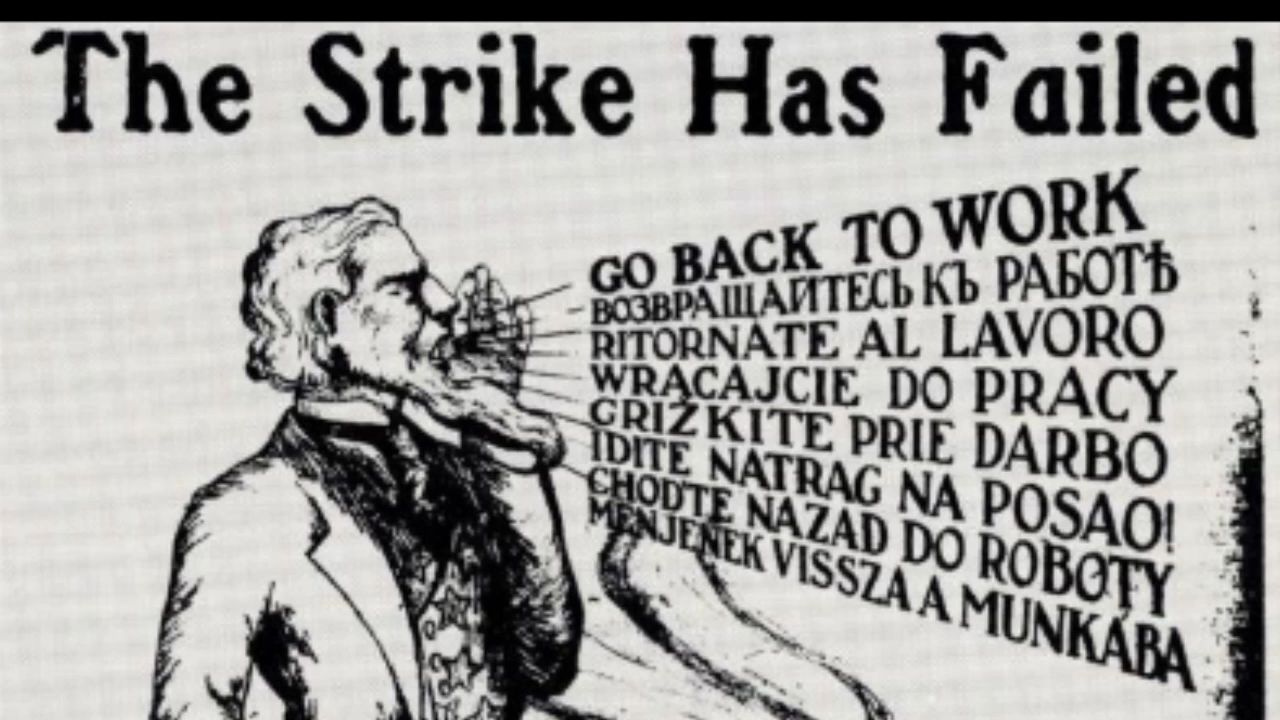 The Strike Has Failed
GO BACK TO WORK
ВОЗВРАЩАЙТЕСЬ КЪ РАБОТѢ
RITORNATE AL LAVORO
WRACAJCIE DO PRACY
GRIŽKITE PRIE DARBO
IDITE NATRAG NA POSAO!
CHODTE NAZAD DO ROBOTY
MENJENEK VISSZA A MUNKÁBA